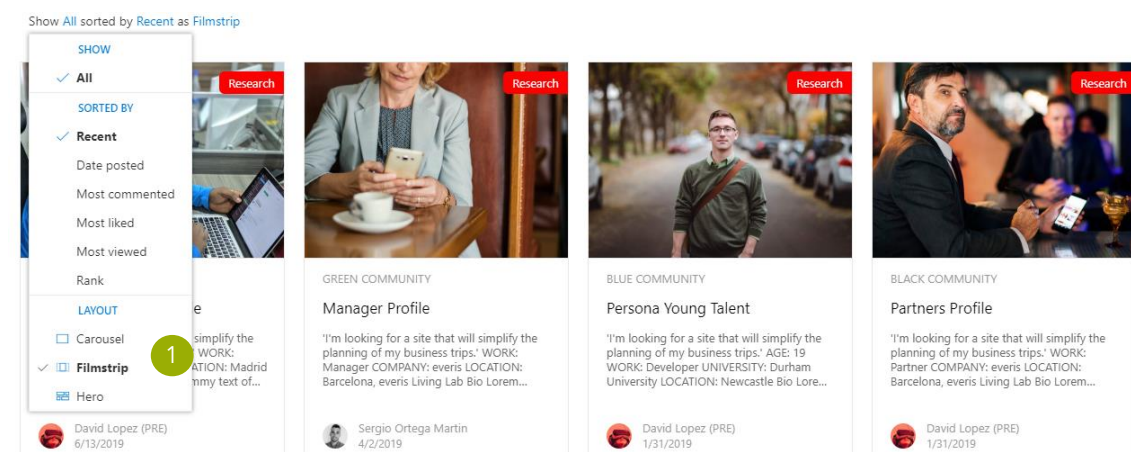 Show All sorted by Recent as Filmstrip
SHOW
All
SORTED BY
Recent
Date posted
Most commented
Most liked
Most viewed
Rank
LAYOUT
Carousel
Filmstrip
Hero
1
Research
e
simplify the
WORK:
ATION: Madrid
mmy text of...
David Lopez (PRE)
6/13/2019
Research
GREEN COMMUNITY
Manager Profile
'I'm looking for a site that will simplify the
planning of my business trips.' WORK:
Manager COMPANY: everis LOCATION:
Barcelona, everis Living Lab Bio Lorem...
Sergio Ortega Martin
4/2/2019
Research
BLUE COMMUNITY
Persona Young Talent
'I'm looking for a site that will simplify the
planning of my business trips.' AGE: 19
WORK: Developer UNIVERSITY: Durham
University LOCATION: Newcastle Bio Lore...
David Lopez (PRE)
1/31/2019
Research
BLACK COMMUNITY
Partners Profile
'I'm looking for a site that will simplify the
planning of my business trips.' WORK:
Partner COMPANY: everis LOCATION:
Barcelona, everis Living Lab Bio Lorem...
David Lopez (PRE)
1/31/2019